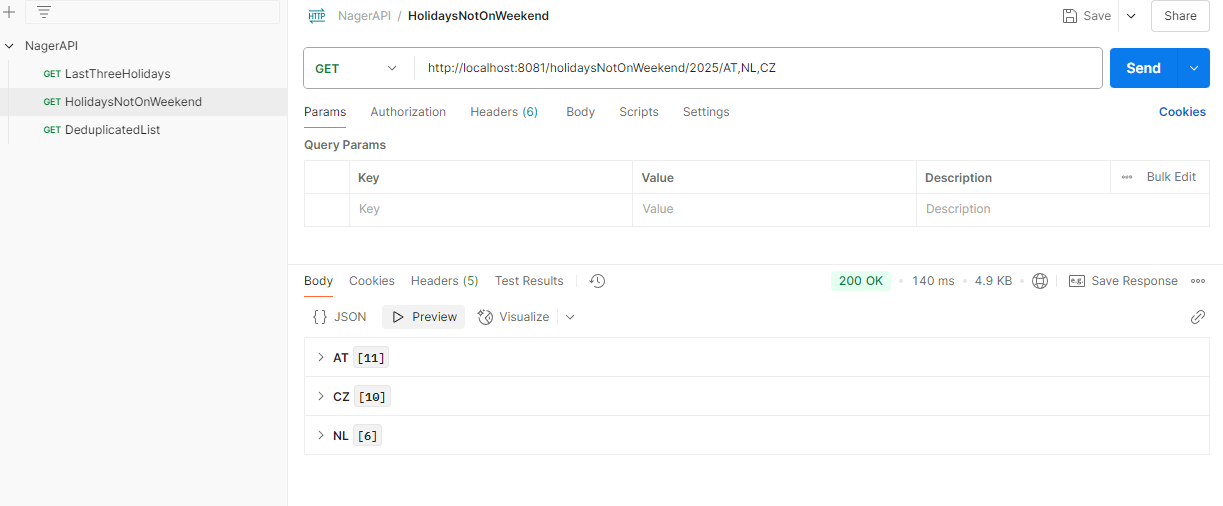 HTTP NagerAPI / HolidaysNotOnWeekend Save Share
NagerAPI
GET LastThreeHolidays
GET HolidaysNotOnWeekend
GET DeduplicatedList
GET http://localhost:8081/holidaysNotOnWeekend/2025/AT,NL,CZ Send
Params Authorization Headers (6) Body Scripts Settings Cookies
Query Params
Key Value Description Bulk Edit
Key Value Description
Body Cookies Headers (5) Test Results 200 OK 140 ms 4.9 KB e.g. Save Response
{} JSON Preview Visualize
AT [11]
CZ [10]
NL [6]